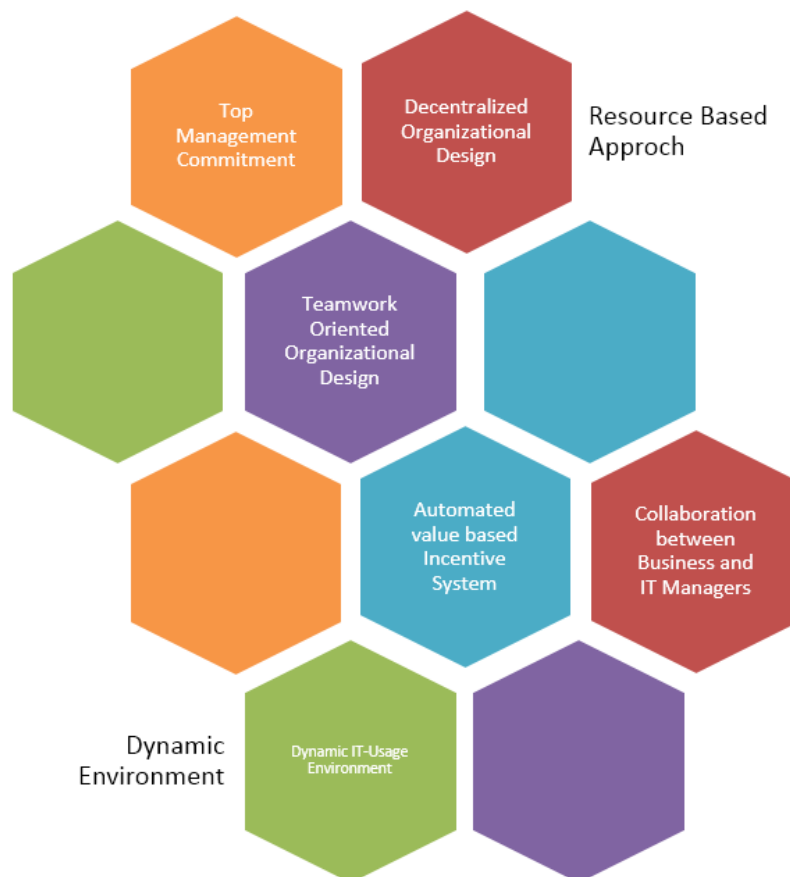 Top
Management
Commitment
Decentralized
Organizational
Design
Resource Based
Approch
Teamwork
Oriented
Organizational
Design
Automated
value based
Incentive
System
Collaboration
between
Business and
IT Managers
Dynamic
Environment
Dynamic IT-Usage
Environment